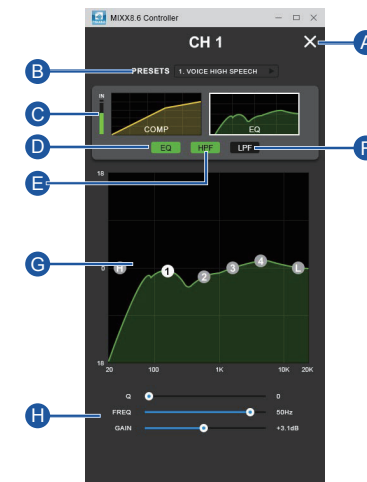 MIXX8.6 Controller
CH 1
A
B
PRESETS 1. VOICE HIGH SPEECH
C
IN
COMP
EQ
D
EQ HPF LPF
F
E
18
G
0
H 1 2 3 4 L
18
20 100 1K 10K 20K
Q 0
H
FREQ 50Hz
GAIN +3.1dB